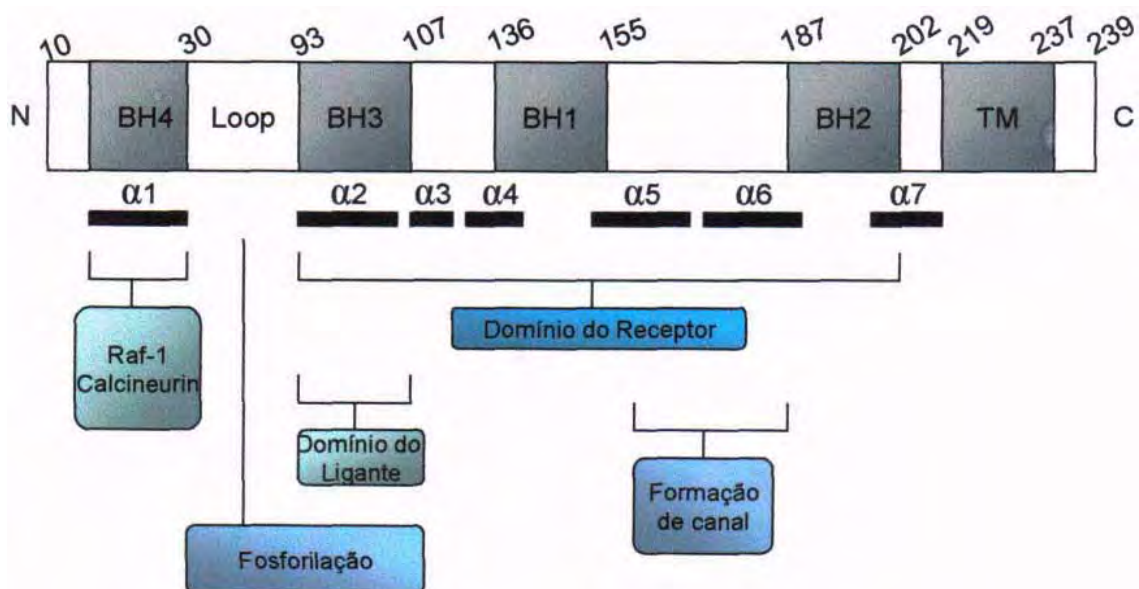 10 30 93 107 136 155 187 202 219 237 239
N BH4 Loop BH3 BH1 BH2 TM C
α1 α2 α3 α4 α5 α6 α7
Domínio do Receptor
Raf-1
Calcineurin
Domínio do
Ligante
Formação
de canal
Fosforilação